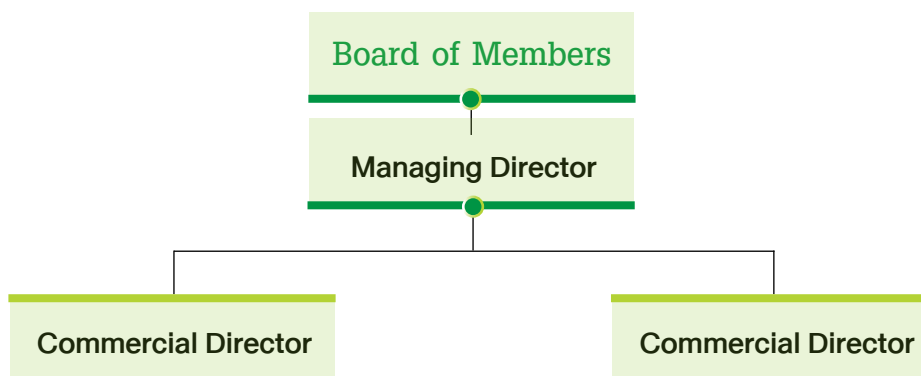 Board of Members
Managing Director
Commercial Director
Commercial Director